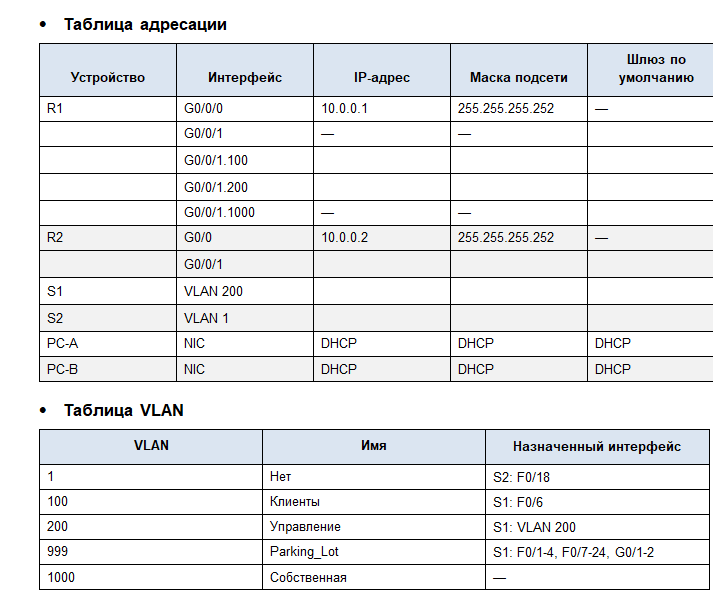 • Таблица адресации
Устройство Интерфейс IP-адрес Маска подсети Шлюз по умолчанию
R1 G0/0/0 10.0.0.1 255.255.255.252 —
G0/0/1 — —
G0/0/1.100
G0/0/1.200
G0/0/1.1000 — —
R2 G0/0 10.0.0.2 255.255.255.252 —
G0/0/1
S1 VLAN 200
S2 VLAN 1
PC-A NIC DHCP DHCP DHCP
PC-B NIC DHCP DHCP DHCP
• Таблица VLAN
VLAN Имя Назначенный интерфейс
1 Нет S2: F0/18
100 Клиенты S1: F0/6
200 Управление S1: VLAN 200
999 Parking_Lot S1: F0/1-4, F0/7-24, G0/1-2
1000 Собственная —